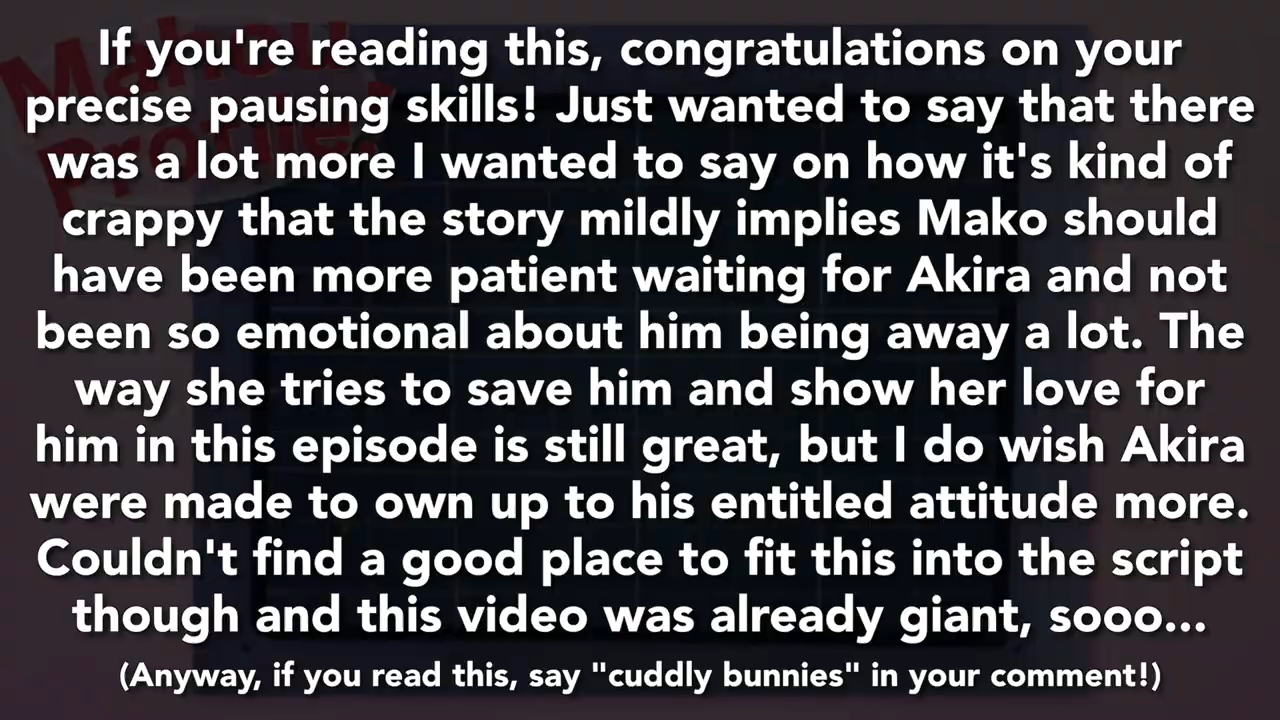 Mahou
Profile!
If you're reading this, congratulations on your
precise pausing skills! Just wanted to say that there
was a lot more I wanted to say on how it's kind of
crappy that the story mildly implies Mako should
have been more patient waiting for Akira and not
been so emotional about him being away a lot. The
way she tries to save him and show her love for
him in this episode is still great, but I do wish Akira
were made to own up to his entitled attitude more.
Couldn't find a good place to fit this into the script
though and this video was already giant, sooo...
(Anyway, if you read this, say "cuddly bunnies" in your comment!)